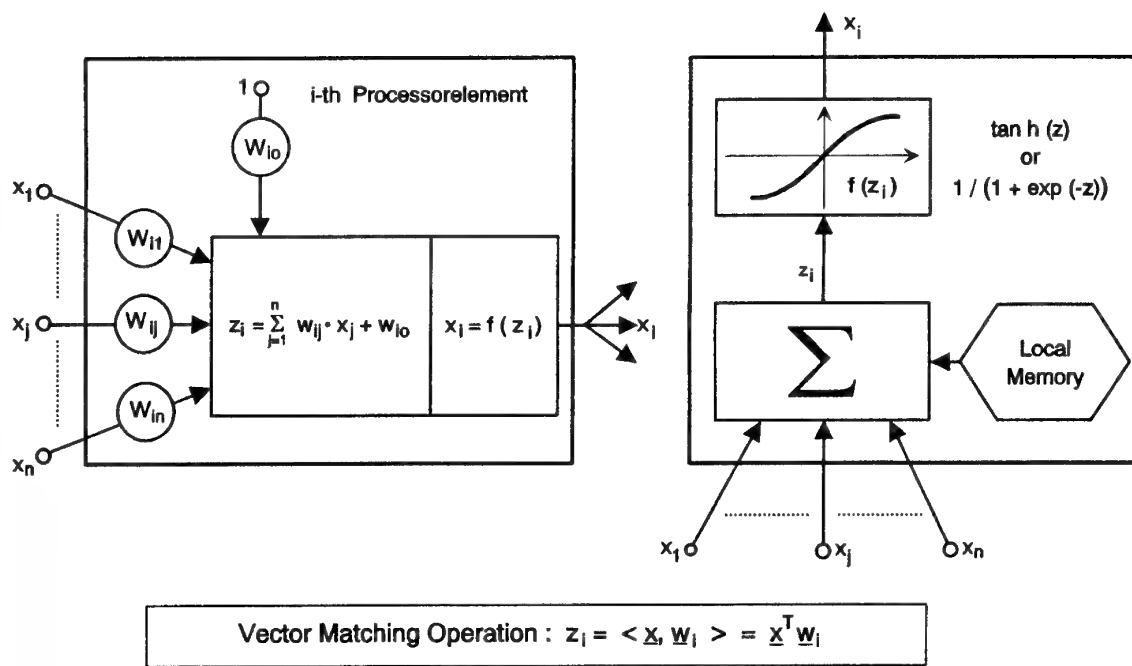 1
i-th Processorelement
W_io
x_1
W_i1
x_j
W_ij
x_n
W_in
z_i = Σ_{j=1}^{n} w_ij • x_j + w_io
x_i = f ( z_i )
x_i
x_i
f (z_i)
tan h (z)
or
1 / (1 + exp (-z))
z_i
Σ
Local
Memory
x_1
x_j
x_n
Vector Matching Operation : z_i = < x, w_i > = x^T w_i